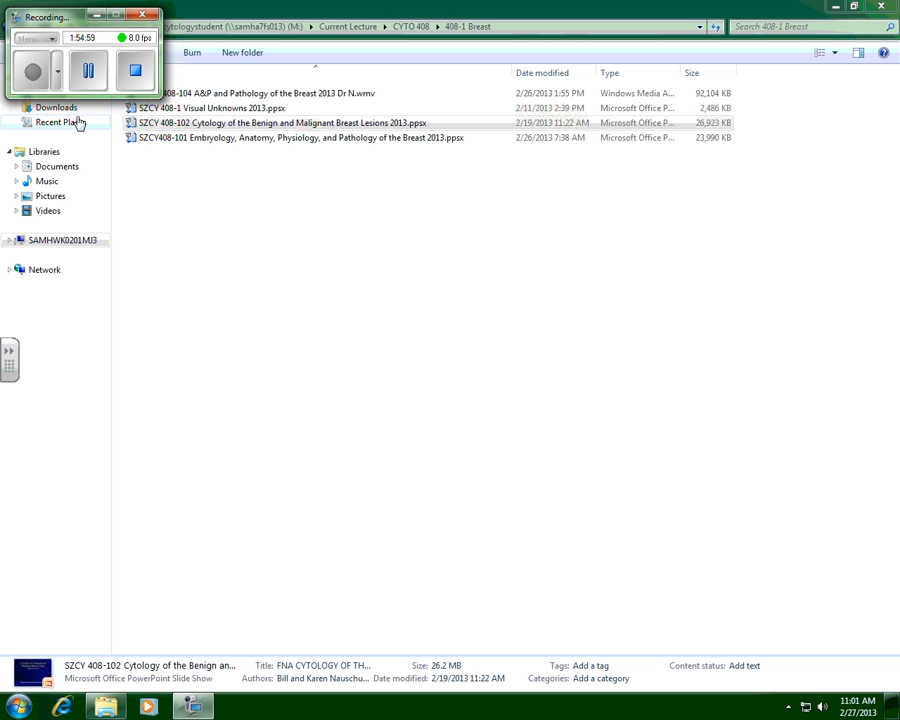 Recording...
Menu
1:54:59
8.0 fps
cytologystudent (\\samha7fs013) (M:)
Current Lecture
CYTO 408
408-1 Breast
Search 408-1 Breast
Burn
New folder
Date modified
Type
Size
408-104 A&P and Pathology of the Breast 2013 Dr N.wmv
2/26/2013 1:55 PM
Windows Media A...
92,104 KB
Downloads
SZCY 408-1 Visual Unknowns 2013.ppsx
2/11/2013 2:39 PM
Microsoft Office P...
2,486 KB
Recent Places
SZCY 408-102 Cytology of the Benign and Malignant Breast Lesions 2013.ppsx
2/19/2013 11:22 AM
Microsoft Office P...
26,923 KB
SZCY408-101 Embryology, Anatomy, Physiology, and Pathology of the Breast 2013.ppsx
2/26/2013 7:38 AM
Microsoft Office P...
23,990 KB
Libraries
Documents
Music
Pictures
Videos
SAMHWK0201MJ3
Network
SZCY 408-102 Cytology of the Benign an...
Title: FNA CYTOLOGY OF TH...
Size: 26.2 MB
Tags: Add a tag
Content status: Add text
Microsoft PowerPoint Slide Show
Authors: Bill and Karen Nauschu...
Date modified: 2/19/2013 11:22 AM
Categories: Add a category
11:01 AM
2/27/2013